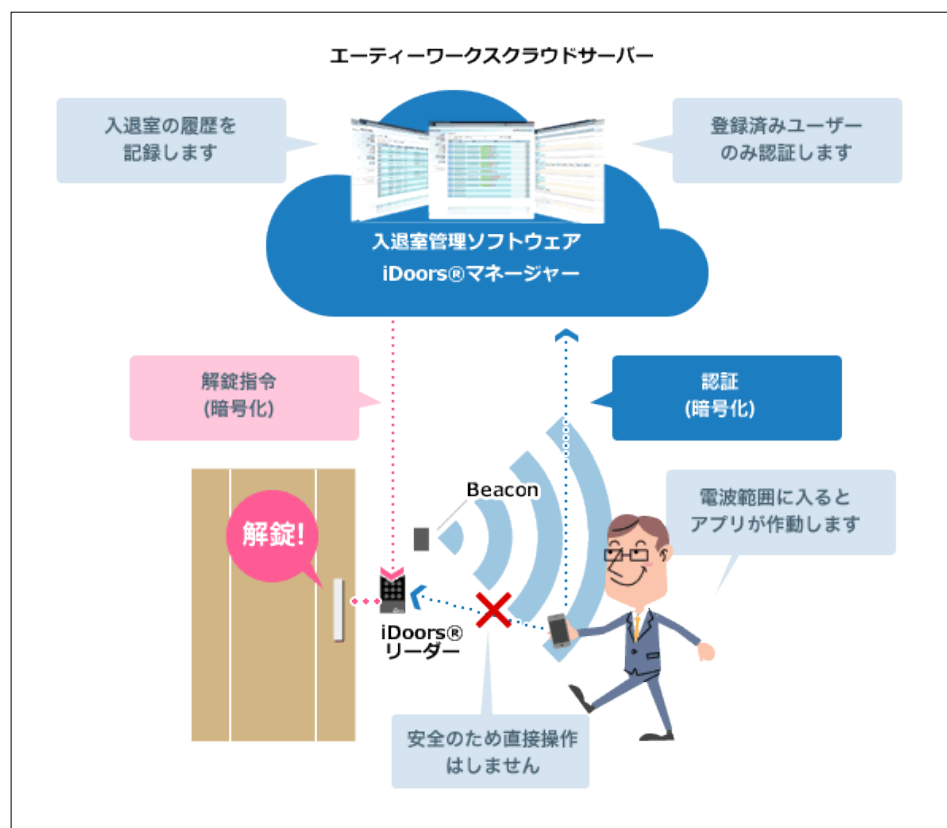 エーティーワークスクラウドサーバー
入退室の履歴を
記録します
登録済みユーザー
のみ認証します
入退室管理ソフトウェア
iDoors®マネージャー
解錠指令
(暗号化)
認証
(暗号化)
Beacon
電波範囲に入ると
アプリが作動します
解錠!
iDoors®
リーダー
安全のため直接操作
はしません